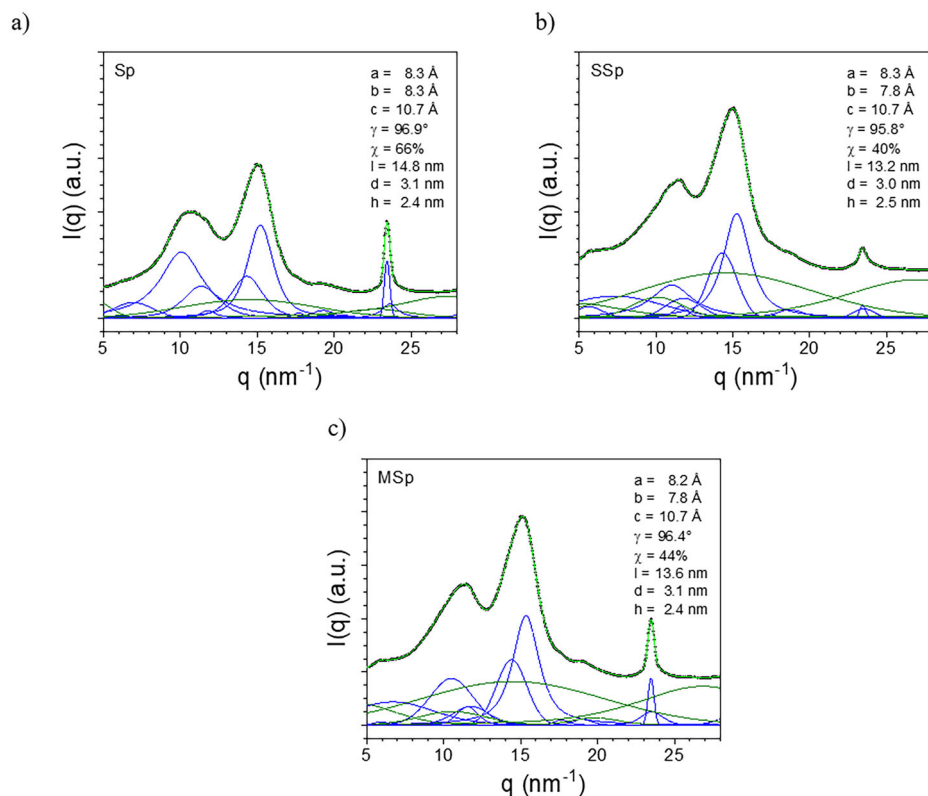 a)
Sp
a = 8.3 Å
b = 8.3 Å
c = 10.7 Å
γ = 96.9°
χ = 66%
l = 14.8 nm
d = 3.1 nm
h = 2.4 nm
I(q) (a.u.)
5 10 15 20 25
q (nm⁻¹)
b)
SSp
a = 8.3 Å
b = 7.8 Å
c = 10.7 Å
γ = 95.8°
χ = 40%
l = 13.2 nm
d = 3.0 nm
h = 2.5 nm
I(q) (a.u.)
5 10 15 20 25
q (nm⁻¹)
c)
MSp
a = 8.2 Å
b = 7.8 Å
c = 10.7 Å
γ = 96.4°
χ = 44%
l = 13.6 nm
d = 3.1 nm
h = 2.4 nm
I(q) (a.u.)
5 10 15 20 25
q (nm⁻¹)